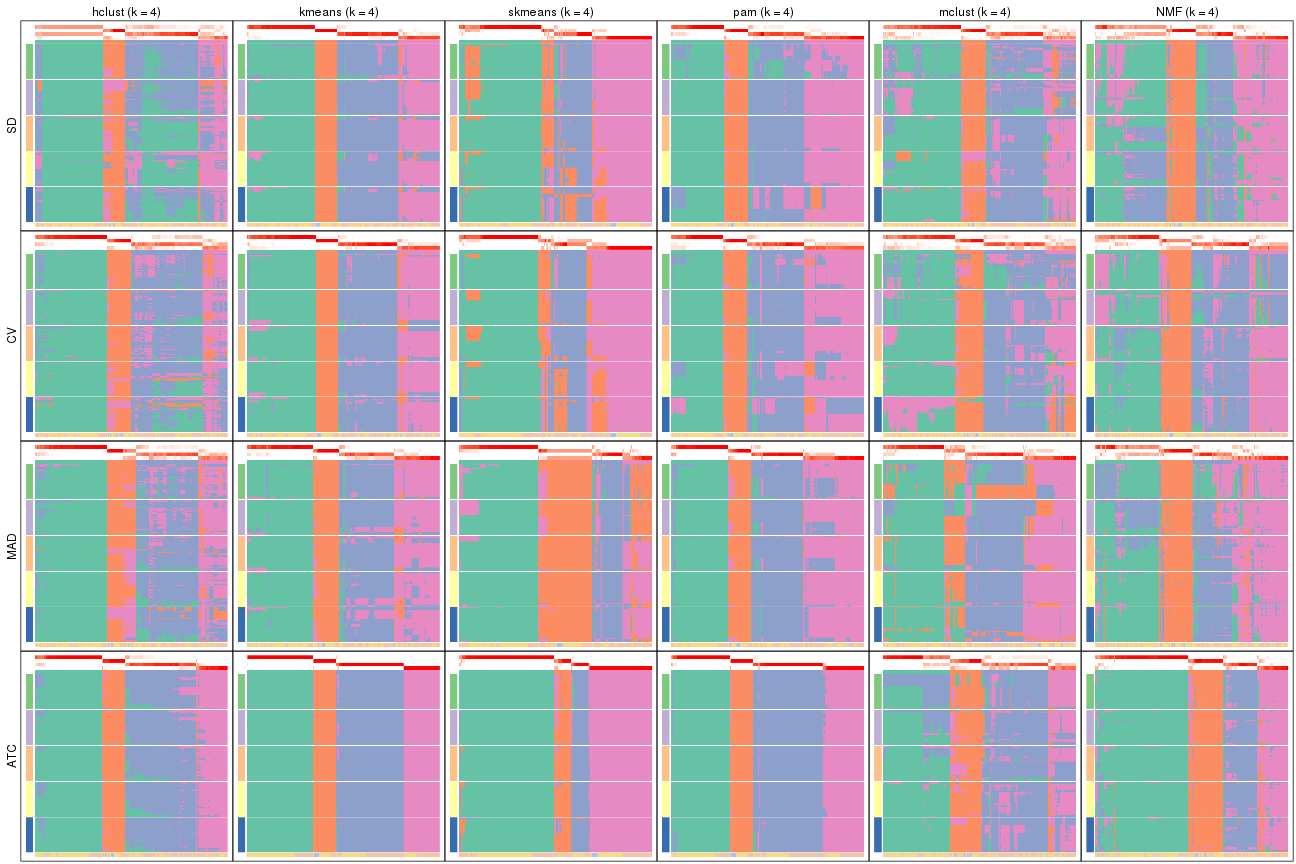 hclust (k = 4) kmeans (k = 4) skmeans (k = 4) pam (k = 4) mclust (k = 4) NMF (k = 4)
SD
CV
MAD
ATC